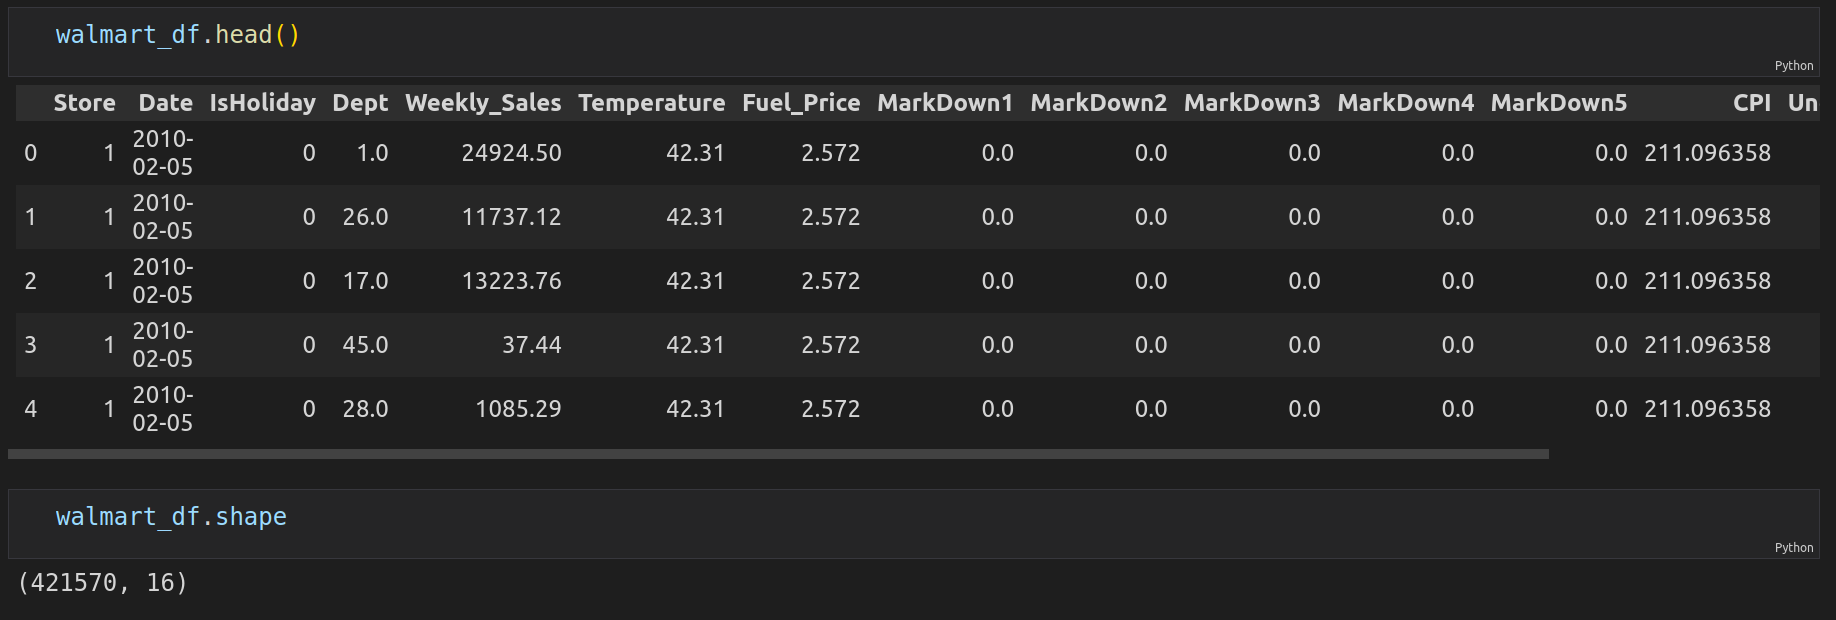 walmart_df.head()
Python
Store Date IsHoliday Dept Weekly_Sales Temperature Fuel_Price MarkDown1 MarkDown2 MarkDown3 MarkDown4 MarkDown5 CPI Un
0 1 2010-02-05 0 1.0 24924.50 42.31 2.572 0.0 0.0 0.0 0.0 0.0 211.096358
1 1 2010-02-05 0 26.0 11737.12 42.31 2.572 0.0 0.0 0.0 0.0 0.0 211.096358
2 1 2010-02-05 0 17.0 13223.76 42.31 2.572 0.0 0.0 0.0 0.0 0.0 211.096358
3 1 2010-02-05 0 45.0 37.44 42.31 2.572 0.0 0.0 0.0 0.0 0.0 211.096358
4 1 2010-02-05 0 28.0 1085.29 42.31 2.572 0.0 0.0 0.0 0.0 0.0 211.096358
walmart_df.shape
Python
(421570, 16)